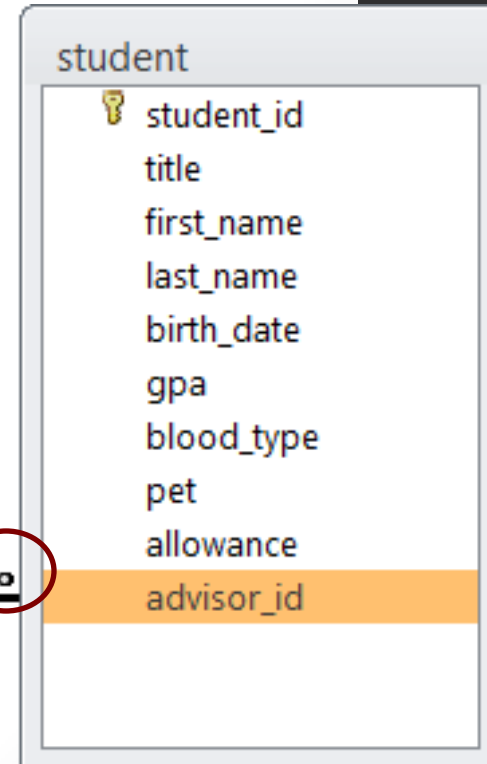 student
student_id
title
first_name
last_name
birth_date
gpa
blood_type
pet
allowance
advisor_id